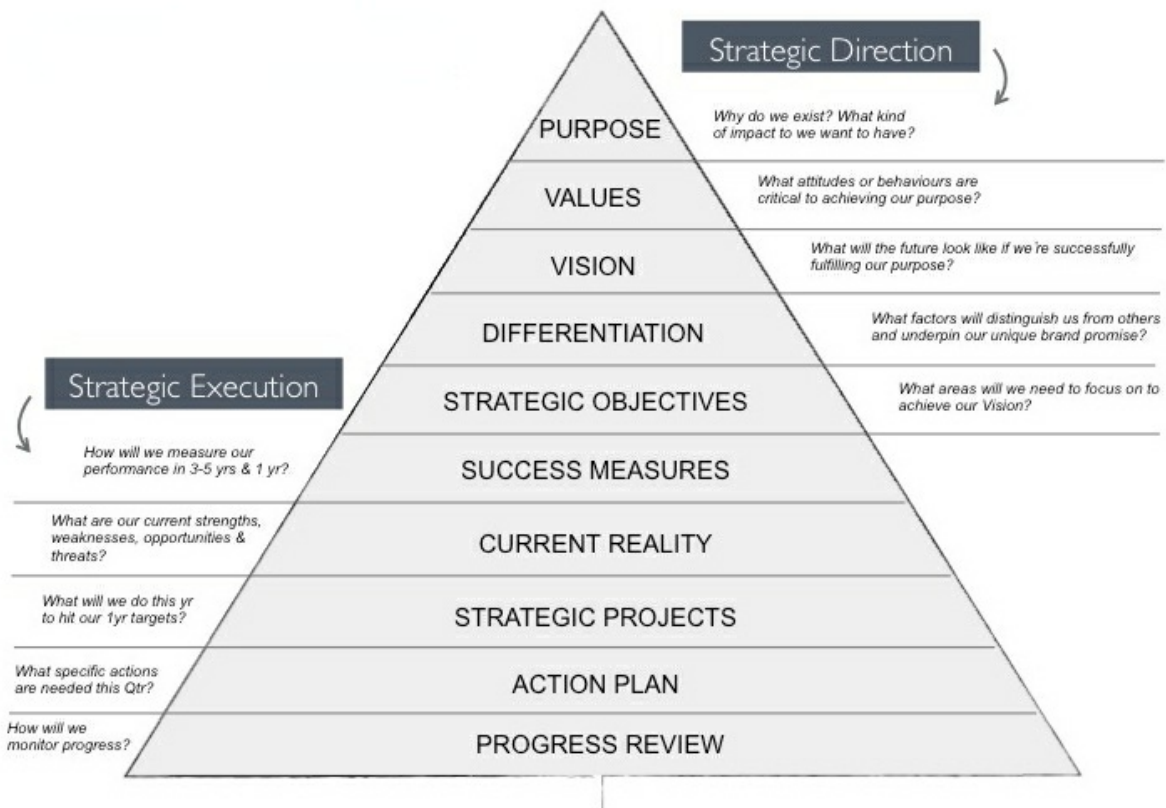 Strategic Direction
PURPOSE
Why do we exist? What kind
of impact to we want to have?
VALUES
What attitudes or behaviours are
critical to achieving our purpose?
VISION
What will the future look like if we're successfully
fulfilling our purpose?
DIFFERENTIATION
What factors will distinguish us from others
and underpin our unique brand promise?
STRATEGIC OBJECTIVES
What areas will we need to focus on to
achieve our Vision?
Strategic Execution
How will we measure our
performance in 3-5 yrs & 1 yr?
SUCCESS MEASURES
What are our current strengths,
weaknesses, opportunities &
threats?
CURRENT REALITY
What will we do this yr
to hit our 1yr targets?
STRATEGIC PROJECTS
What specific actions
are needed this Qtr?
ACTION PLAN
How will we
monitor progress?
PROGRESS REVIEW